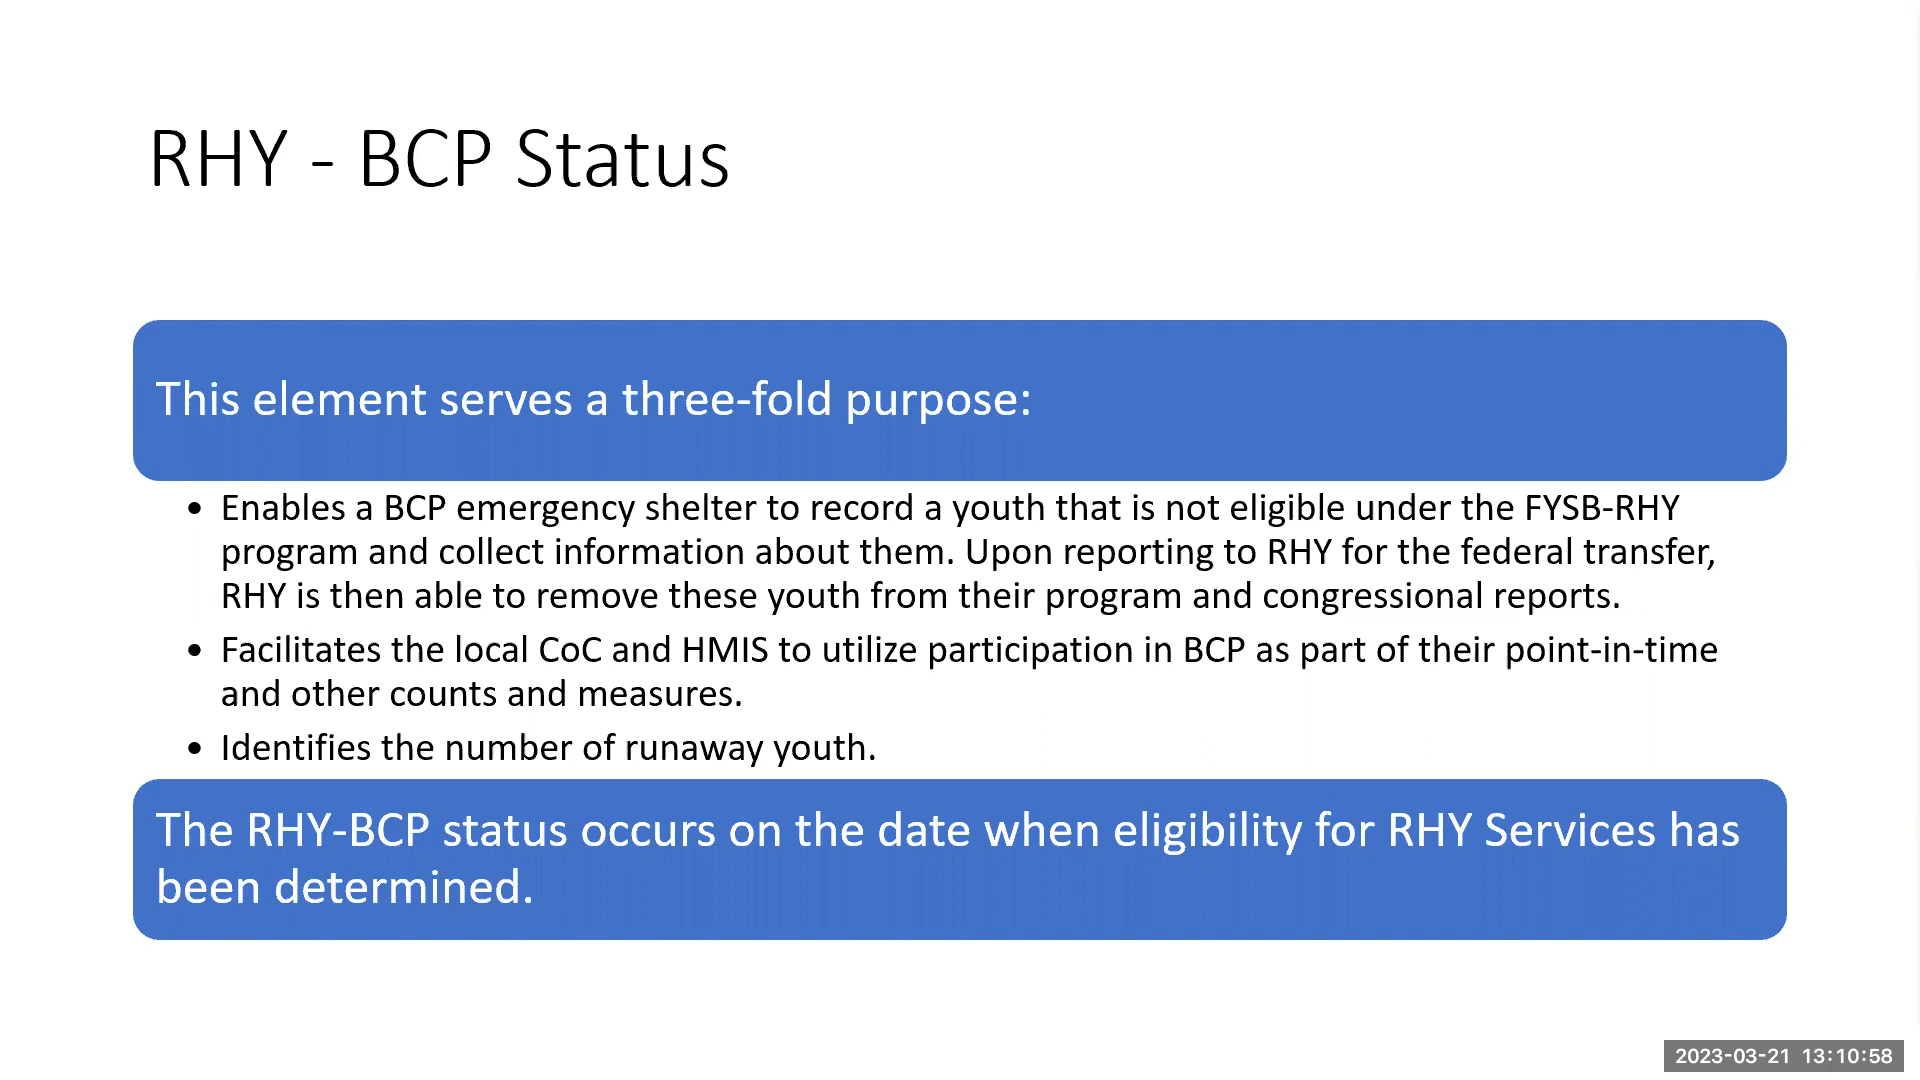 RHY - BCP Status
This element serves a three-fold purpose:
• Enables a BCP emergency shelter to record a youth that is not eligible under the FYSB-RHY
program and collect information about them. Upon reporting to RHY for the federal transfer,
RHY is then able to remove these youth from their program and congressional reports.
• Facilitates the local CoC and HMIS to utilize participation in BCP as part of their point-in-time
and other counts and measures.
• Identifies the number of runaway youth.
The RHY-BCP status occurs on the date when eligibility for RHY Services has
been determined.
2023-03-21 13:10:58